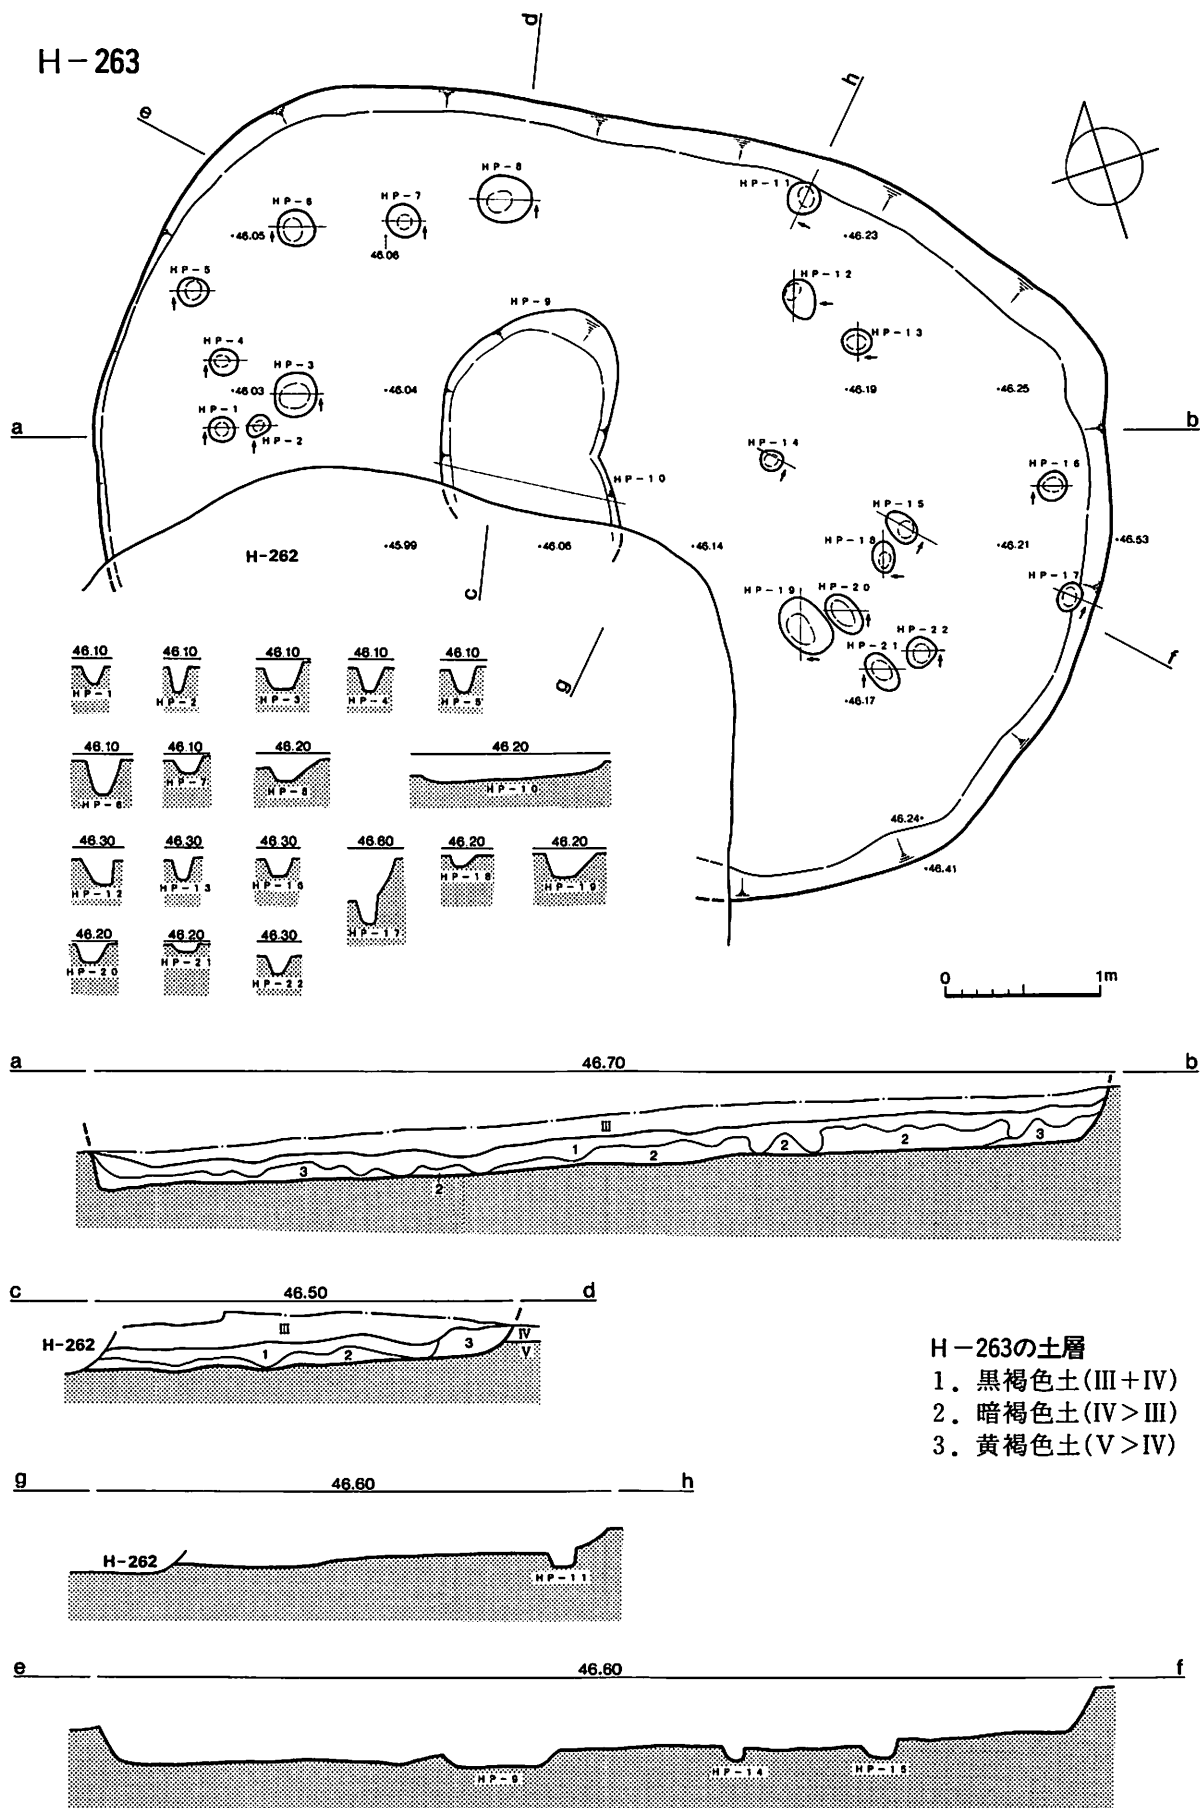 H-263
d
e
h
HP-8
HP-11
HP-7
HP-6
46.05
46.06
46.23
HP-5
HP-12
HP-9
HP-13
HP-4
HP-3
46.03
46.04
46.19
46.25
HP-1
HP-2
a
b
HP-14
HP-16
HP-10
HP-15
H-262
45.99
46.06
46.14
HP-18
46.21
46.53
HP-17
c
HP-19
HP-20
HP-22
HP-21
f
g
46.17
46.10 46.10 46.10 46.10 46.10
HP-1 HP-2 HP-3 HP-4 HP-5
46.10 46.10 46.20 46.20
HP-6 HP-7 HP-8 HP-10
46.24
46.41
46.30 46.30 46.30 46.60 46.20 46.20
HP-12 HP-13 HP-16 HP-17 HP-18 HP-19
46.20 46.20 46.30
HP-20 HP-21 HP-22
0 1m
a 46.70 b
III
1 2 2 2 3
3 2
c 46.50 d
III
H-262
IV
V
1 2 3
H-263の土層
1. 黒褐色土(III+IV)
2. 暗褐色土(IV>III)
3. 黄褐色土(V>IV)
g 46.60 h
H-262
HP-11
e 46.60 f
HP-9 HP-14 HP-15